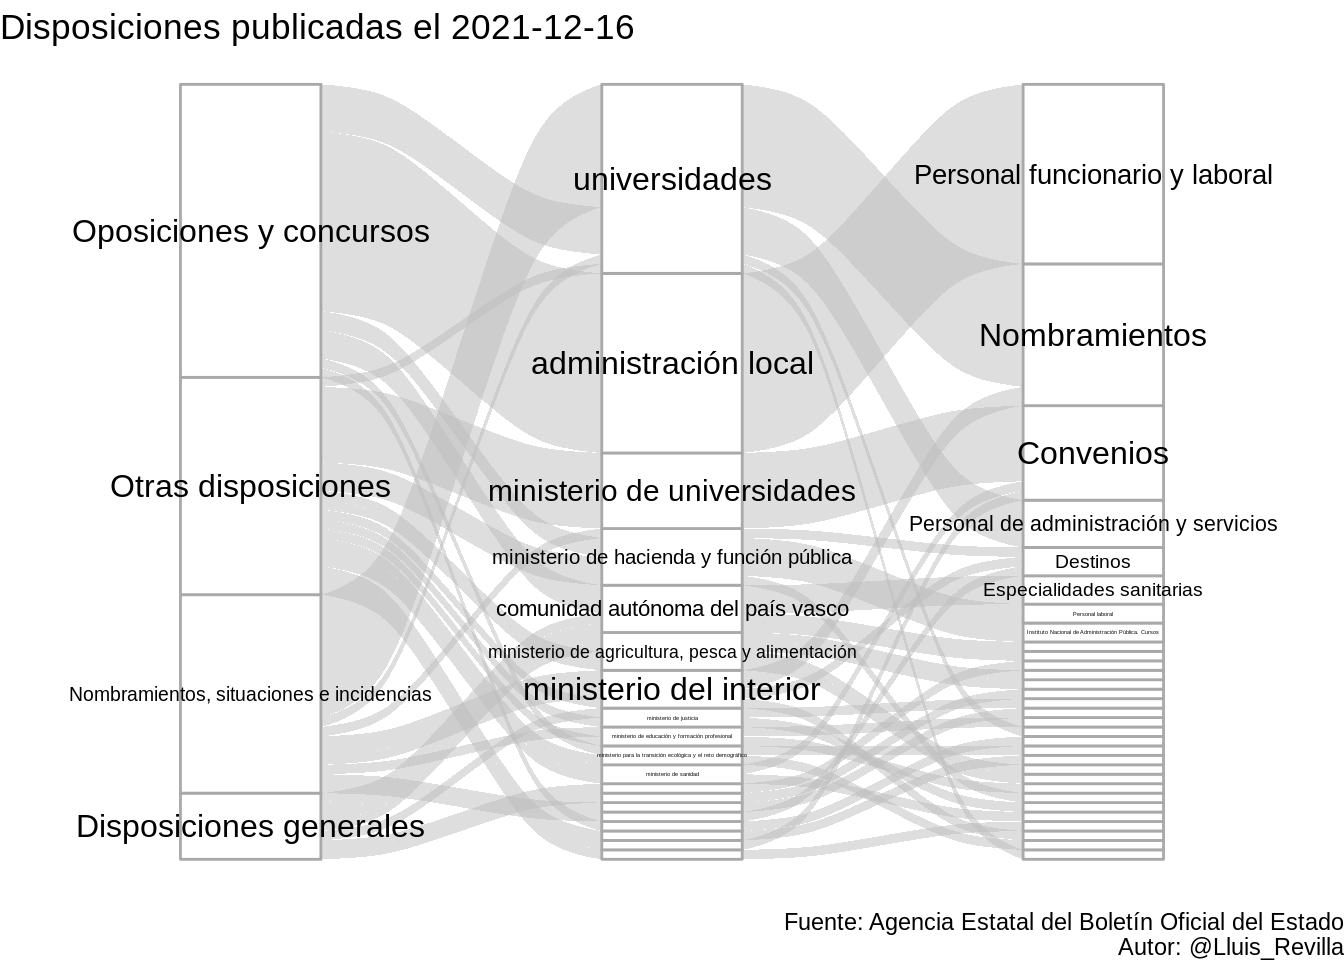 Disposiciones publicadas el 2021-12-16
Oposiciones y concursos
Otras disposiciones
Nombramientos, situaciones e incidencias
Disposiciones generales
universidades
administración local
ministerio de universidades
ministerio de hacienda y función pública
comunidad autónoma del país vasco
ministerio de agricultura, pesca y alimentación
ministerio del interior
ministerio de justicia
ministerio de educación y formación profesional
ministerio para la transición ecológica y el reto demográfico
ministerio de sanidad
Personal funcionario y laboral
Nombramientos
Convenios
Personal de administración y servicios
Destinos
Especialidades sanitarias
Personal laboral
Instituto Nacional de Administración Pública. Cursos
Fuente: Agencia Estatal del Boletín Oficial del Estado
Autor: @Lluis_Revilla